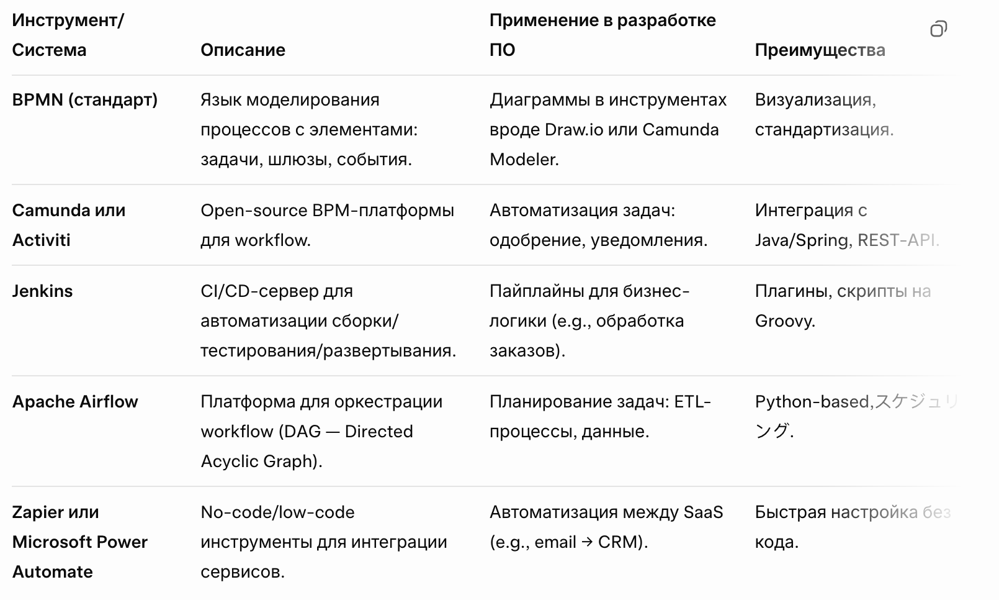 Инструмент/
Система
Описание
Применение в разработке
ПО
Преимущества
BPMN (стандарт)
Язык моделирования
процессов с элементами:
задачи, шлюзы, события.
Диаграммы в инструментах
вроде Draw.io или Camunda
Modeler.
Визуализация,
стандартизация.
Camunda или
Activiti
Open-source BPM-платформы
для workflow.
Автоматизация задач:
одобрение, уведомления.
Интеграция с
Java/Spring, REST-API.
Jenkins
CI/CD-сервер для
автоматизации сборки/
тестирования/развертывания.
Пайплайны для бизнес-
логики (e.g., обработка
заказов).
Плагины, скрипты на
Groovy.
Apache Airflow
Платформа для оркестрации
workflow (DAG — Directed
Acyclic Graph).
Планирование задач: ETL-
процессы, данные.
Python-based,スケジュリ
ング.
Zapier или
Microsoft Power
Automate
No-code/low-code
инструменты для интеграции
сервисов.
Автоматизация между SaaS
(e.g., email → CRM).
Быстрая настройка без
кода.